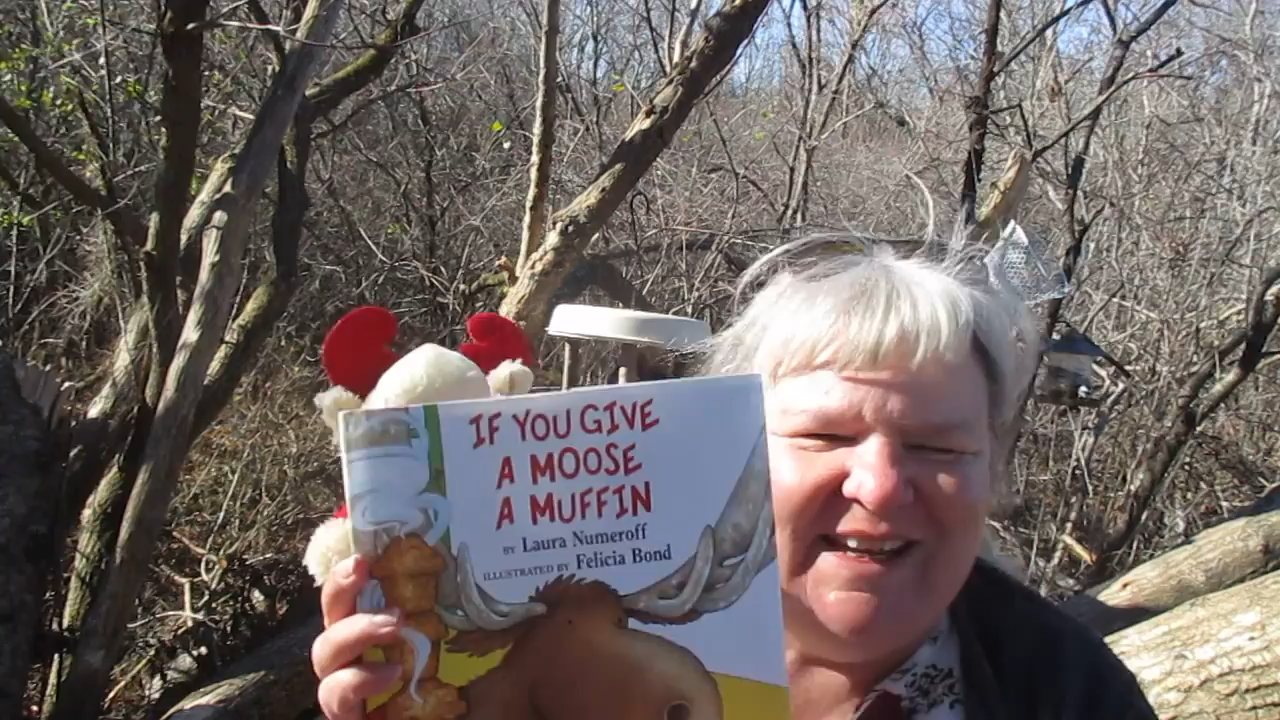 IF YOU GIVE
A MOOSE
A MUFFIN
BY Laura Numeroff
ILLUSTRATED BY Felicia Bond